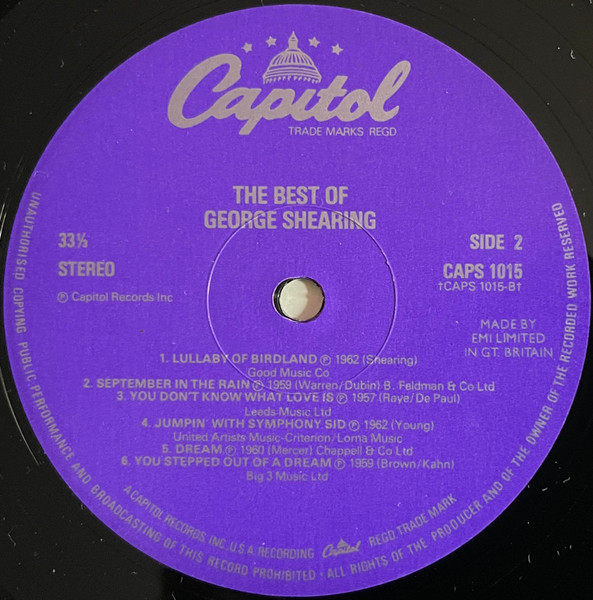 Capitol
TRADE MARKS REGD
THE BEST OF
GEORGE SHEARING
33⅓
STEREO
℗ Capitol Records Inc
SIDE 2
CAPS 1015
†CAPS 1015-B†
MADE BY
EMI LIMITED
IN GT. BRITAIN
1. LULLABY OF BIRDLAND ℗ 1962 (Shearing)
Good Music Co
2. SEPTEMBER IN THE RAIN ℗ 1959 (Warren/Dubin) B. Feldman & Co Ltd
3. YOU DON'T KNOW WHAT LOVE IS ℗ 1957 (Raye/De Paul)
Leeds Music Ltd
4. JUMPIN' WITH SYMPHONY SID ℗ 1962 (Young)
United Artists Music-Criterion/Lorna Music
5. DREAM ℗ 1960 (Mercer) Chappell & Co Ltd
6. YOU STEPPED OUT OF A DREAM ℗ 1959 (Brown/Kahn)
Big 3 Music Ltd
A CAPITOL RECORDS, INC., U.S.A. RECORDING Capitol REGD TRADE MARK
UNAUTHORISED COPYING PUBLIC PERFORMANCE AND BROADCASTING OF THIS RECORD PROHIBITED · ALL RIGHTS OF THE PRODUCER AND OF THE OWNER OF THE RECORDED WORK RESERVED